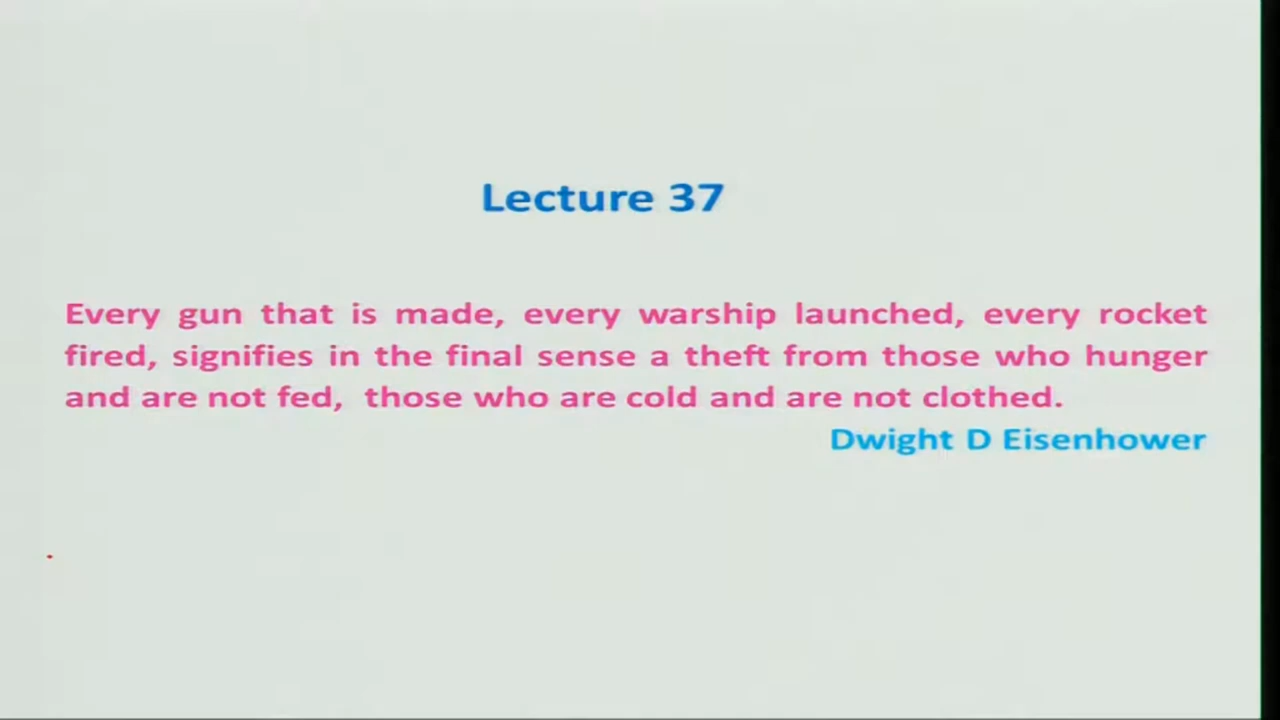 Lecture 37
Every gun that is made, every warship launched, every rocket
fired, signifies in the final sense a theft from those who hunger
and are not fed, those who are cold and are not clothed.
Dwight D Eisenhower